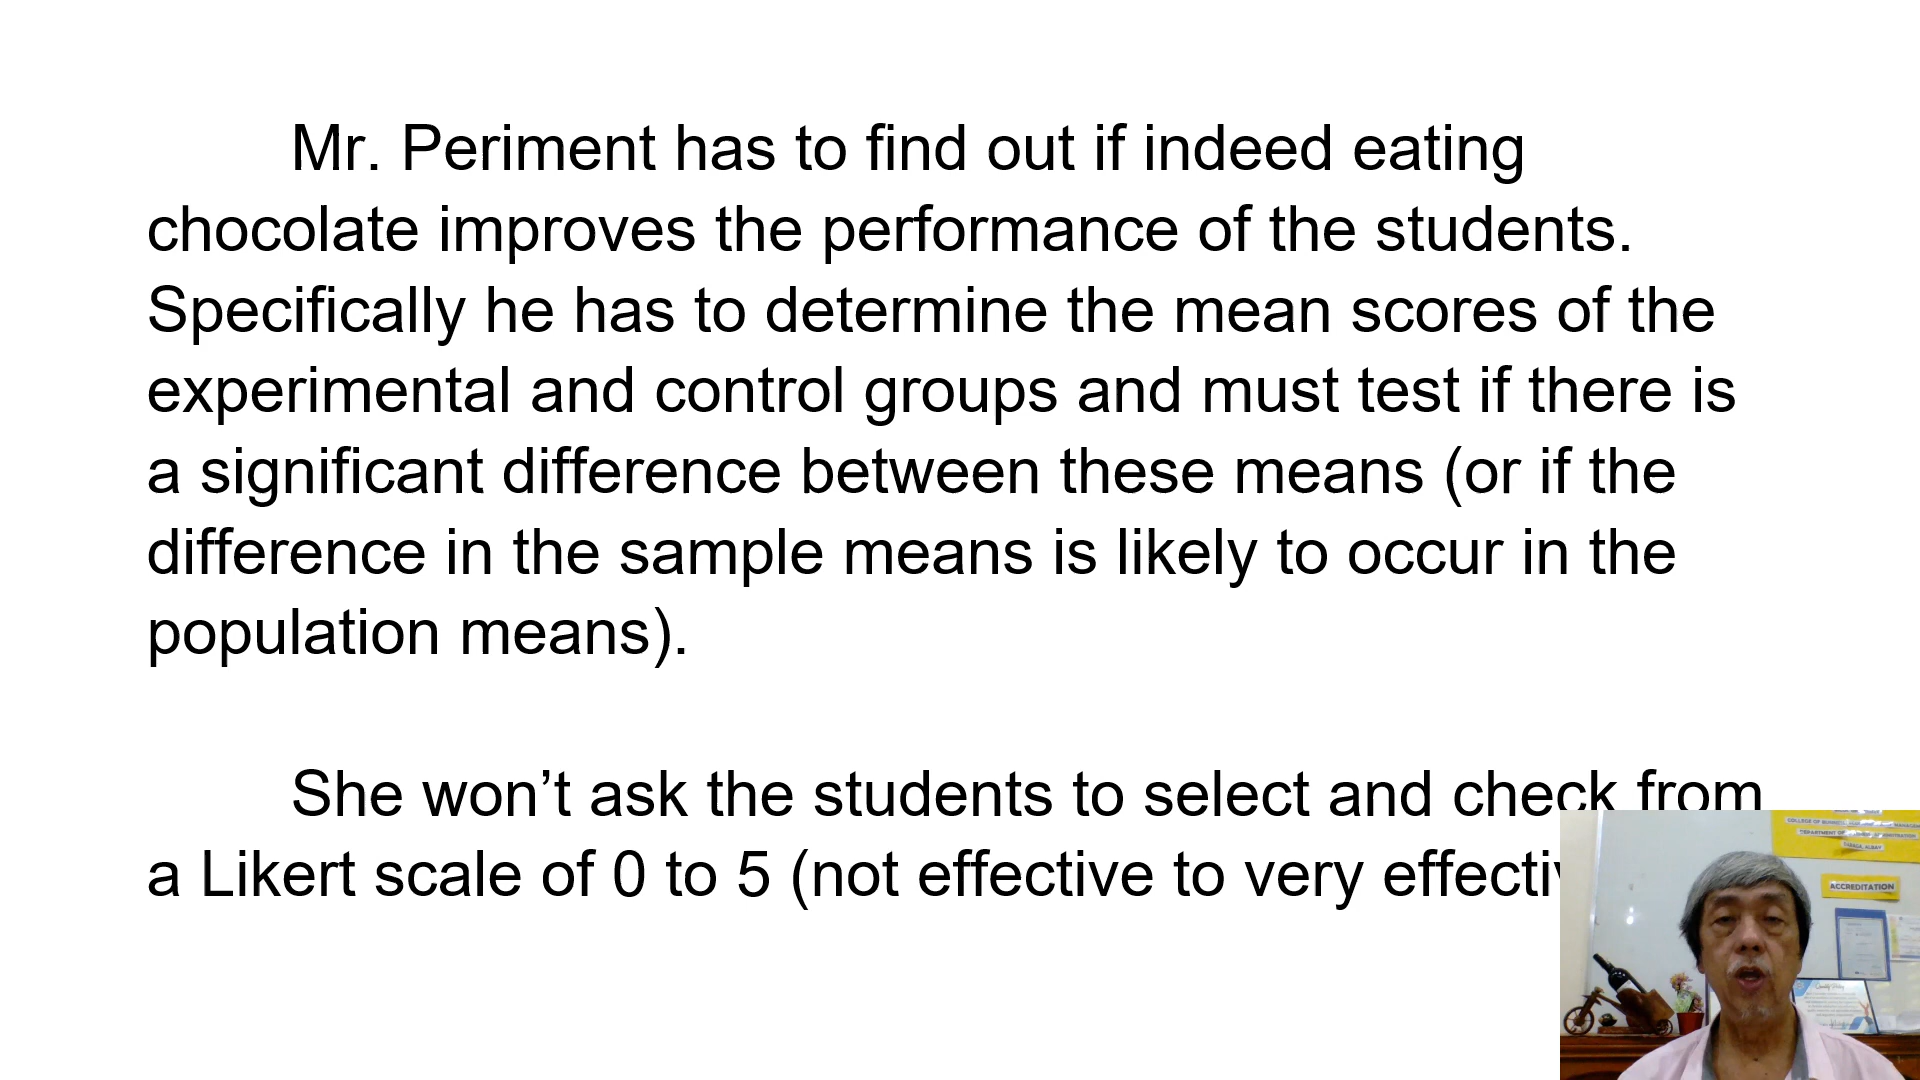 Mr. Periment has to find out if indeed eating
chocolate improves the performance of the students.
Specifically he has to determine the mean scores of the
experimental and control groups and must test if there is
a significant difference between these means (or if the
difference in the sample means is likely to occur in the
population means).
She won’t ask the students to select and check from
a Likert scale of 0 to 5 (not effective to very effectiv
ACCREDITATION